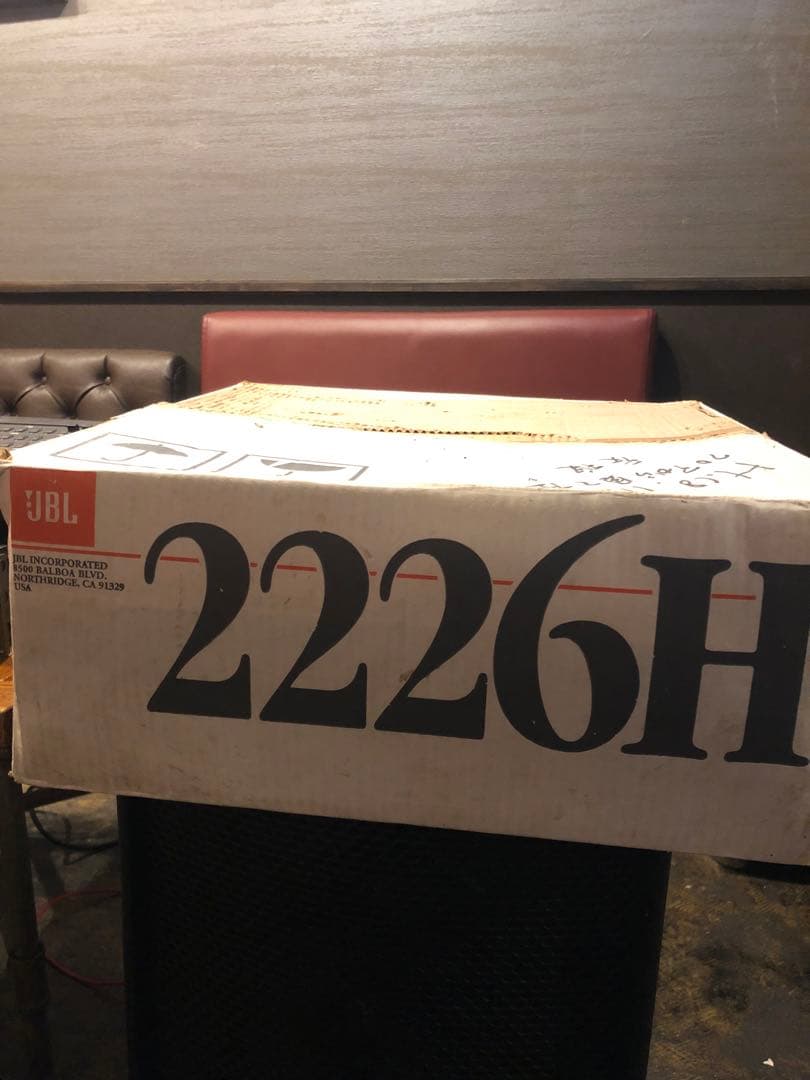 JBL
JBL INCORPORATED
8500 BALBOA BLVD.
NORTHRIDGE, CA 91329
USA
2226H